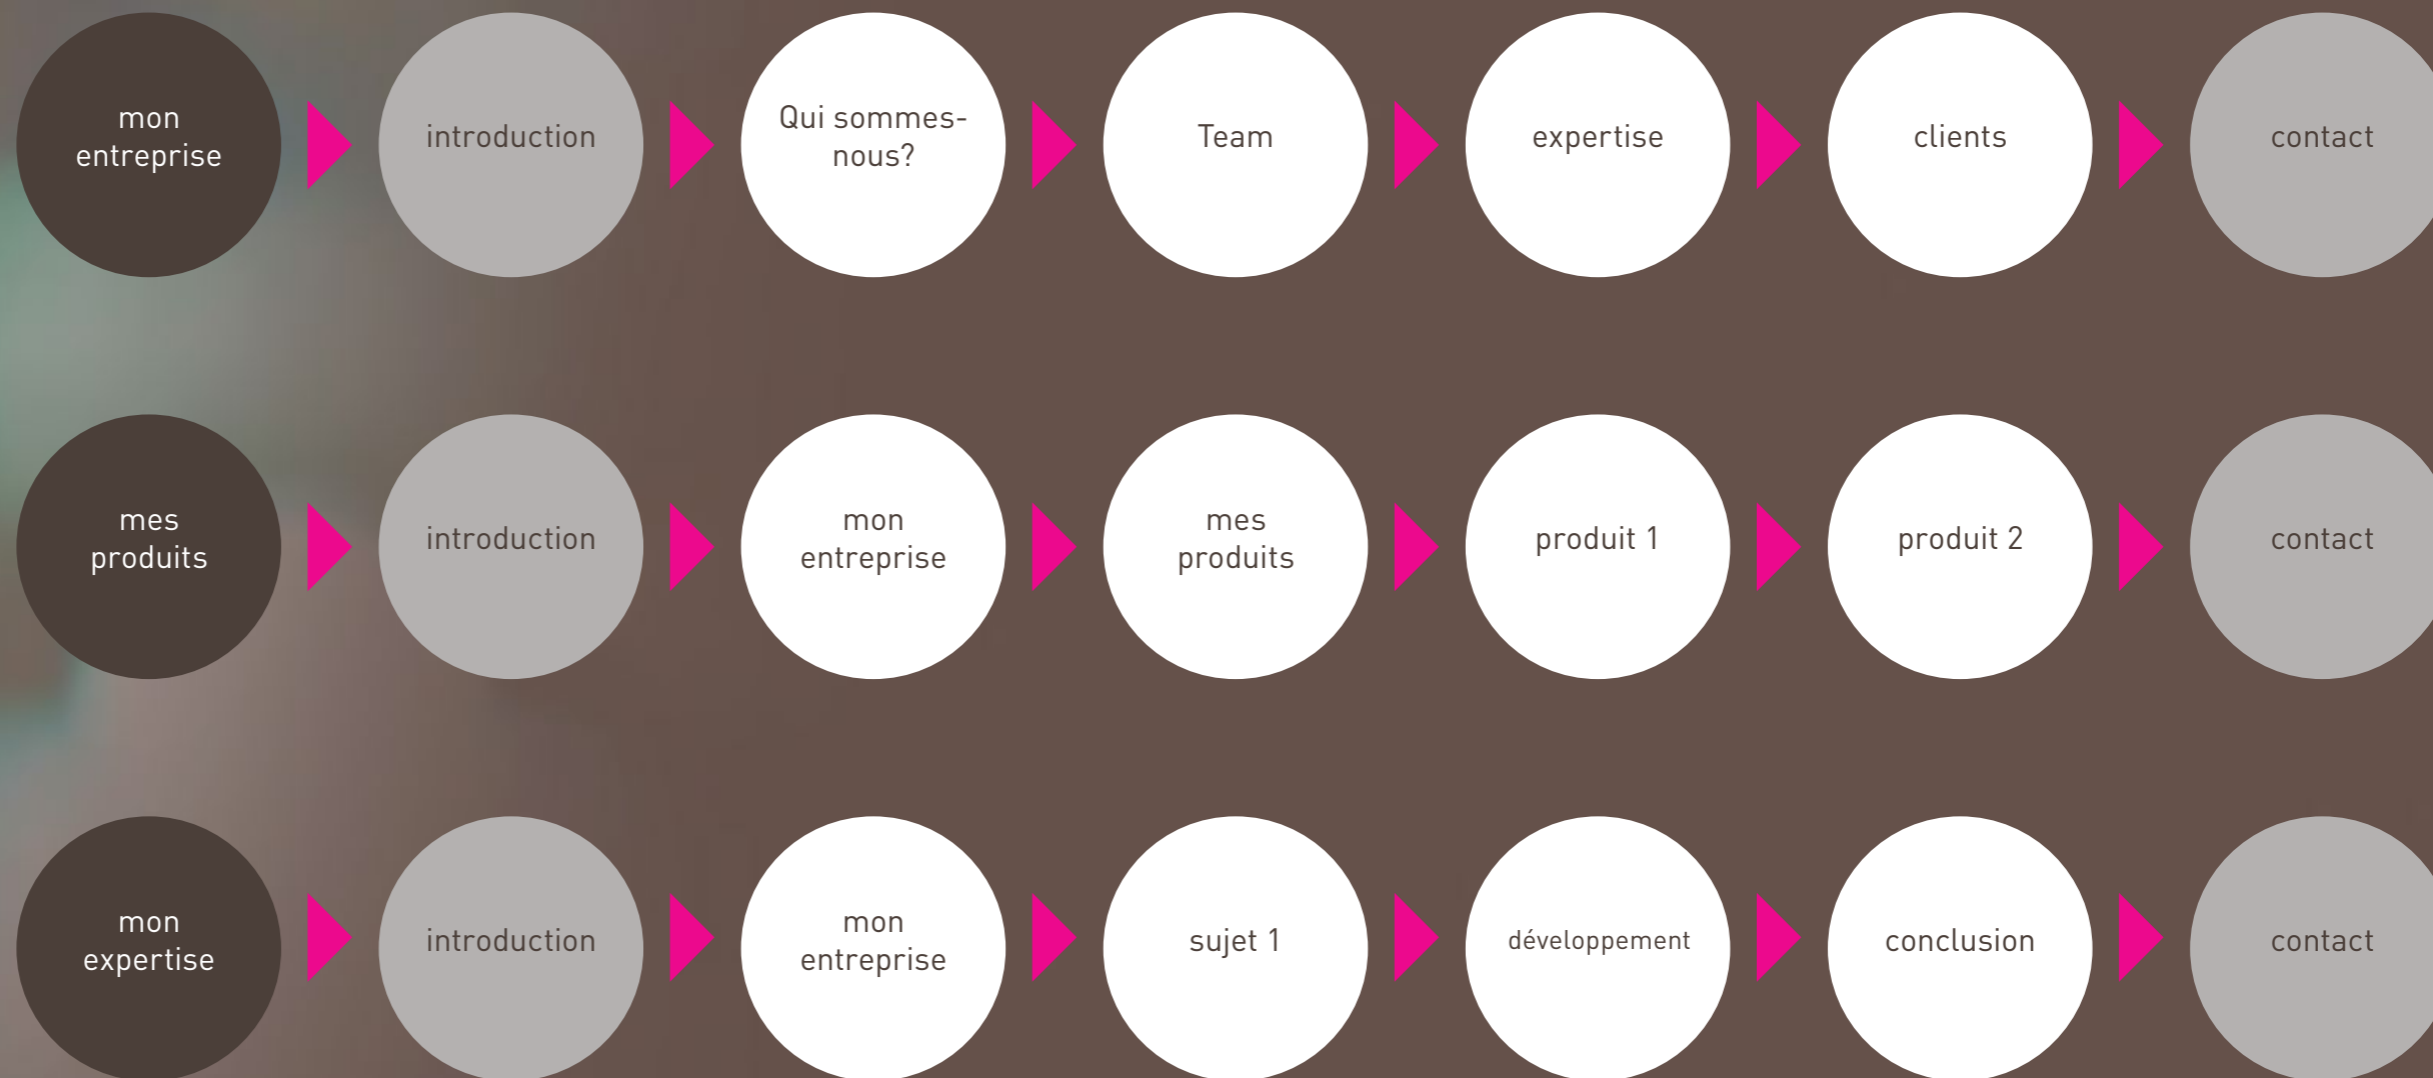 mon
entreprise
introduction
Qui sommes-
nous?
Team
expertise
clients
contact
mes
produits
introduction
mon
entreprise
mes
produits
produit 1
produit 2
contact
mon
expertise
introduction
mon
entreprise
sujet 1
développement
conclusion
contact